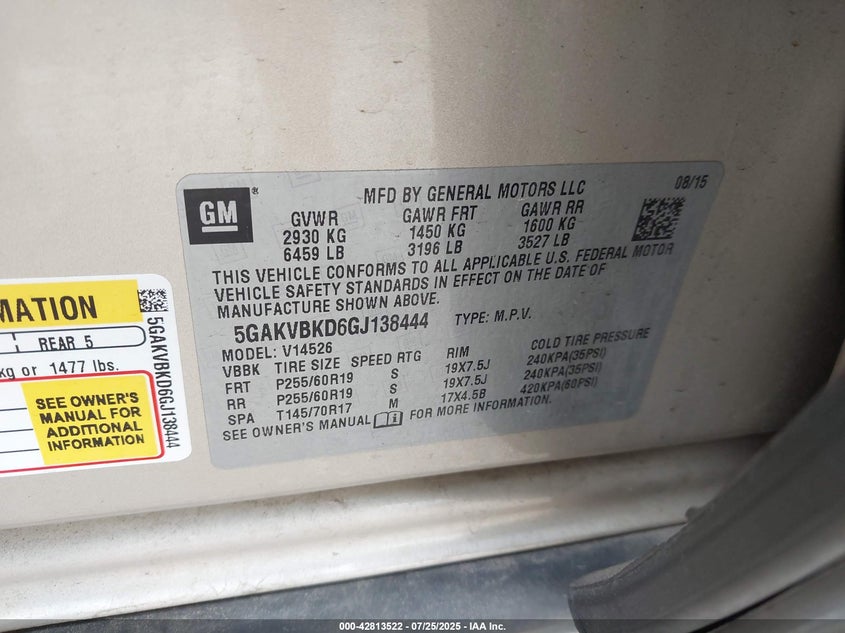 GM
®
MFD BY GENERAL MOTORS LLC
08/15
GVWR GAWR FRT GAWR RR
2930 KG 1450 KG 1600 KG
6459 LB 3196 LB 3527 LB
THIS VEHICLE CONFORMS TO ALL APPLICABLE U.S. FEDERAL MOTOR
VEHICLE SAFETY STANDARDS IN EFFECT ON THE DATE OF
MANUFACTURE SHOWN ABOVE.
5GAKVBKD6GJ138444 TYPE: M.P.V.
MODEL: V14526
VBBK TIRE SIZE SPEED RTG RIM COLD TIRE PRESSURE
FRT P255/60R19 S 19X7.5J 240KPA(35PSI)
RR P255/60R19 S 19X7.5J 240KPA(35PSI)
SPA T145/70R17 M 17X4.5B 420KPA(60PSI)
SEE OWNER'S MANUAL FOR MORE INFORMATION.
MATION
REAR 5
kg or 1477 lbs.
SEE OWNER'S
MANUAL FOR
ADDITIONAL
INFORMATION
5GAKVBKD6GJ138444
000-42813522 - 07/25/2025 - IAA Inc.